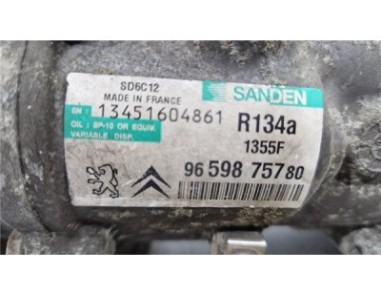 SD6C12
MADE IN FRANCE
SANDEN
SN: 13451604861
OIL: SP-10 OR EQUIV.
VARIABLE DISP.
R134a
1355F
96 598 757 80